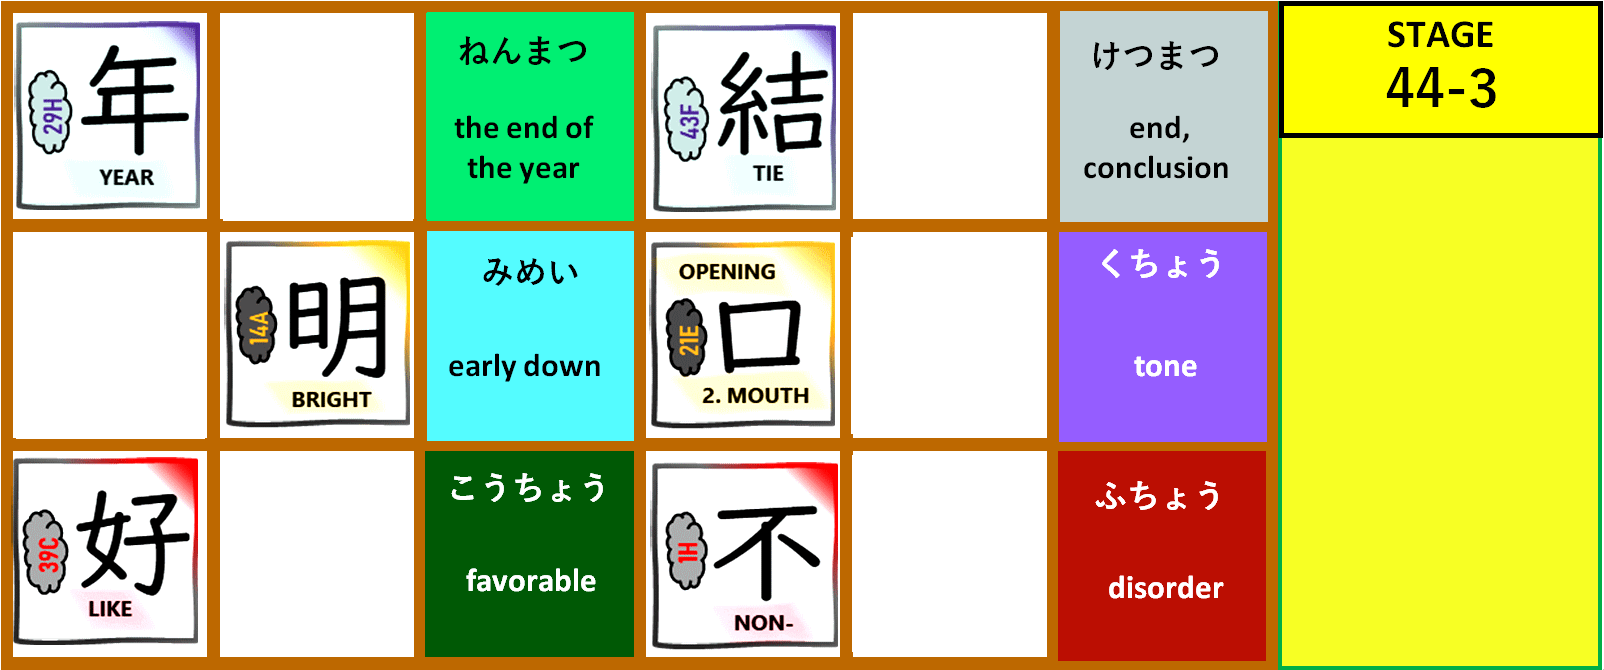 29H
年
YEAR
ねんまつ
the end of
the year
43F
結
TIE
けつまつ
end,
conclusion
STAGE
44-3
14A
明
BRIGHT
みめい
early down
OPENING
21E
口
2. MOUTH
くちょう
tone
39C
好
LIKE
こうちょう
favorable
1H
不
NON-
ふちょう
disorder